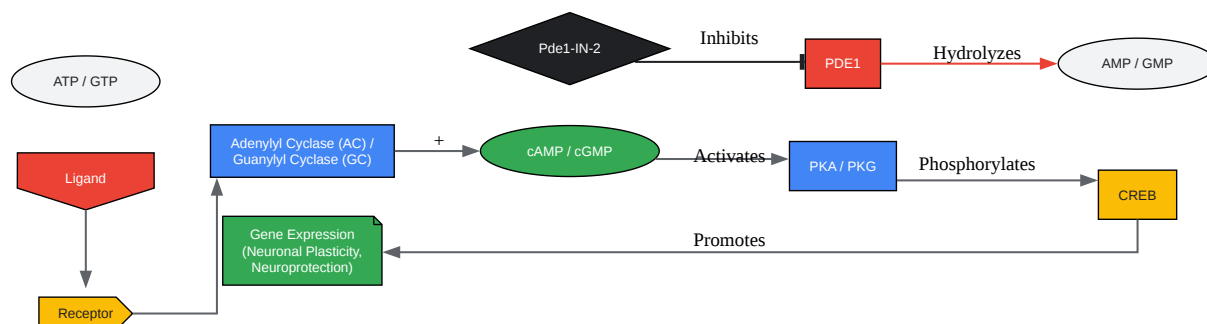 Pde1-IN-2
Inhibits
PDE1
Hydrolyzes
AMP / GMP
ATP / GTP
Adenylyl Cyclase (AC) /
Guanylyl Cyclase (GC)
+
cAMP / cGMP
Activates
PKA / PKG
Phosphorylates
CREB
Ligand
Gene Expression
(Neuronal Plasticity,
Neuroprotection)
Promotes
Receptor